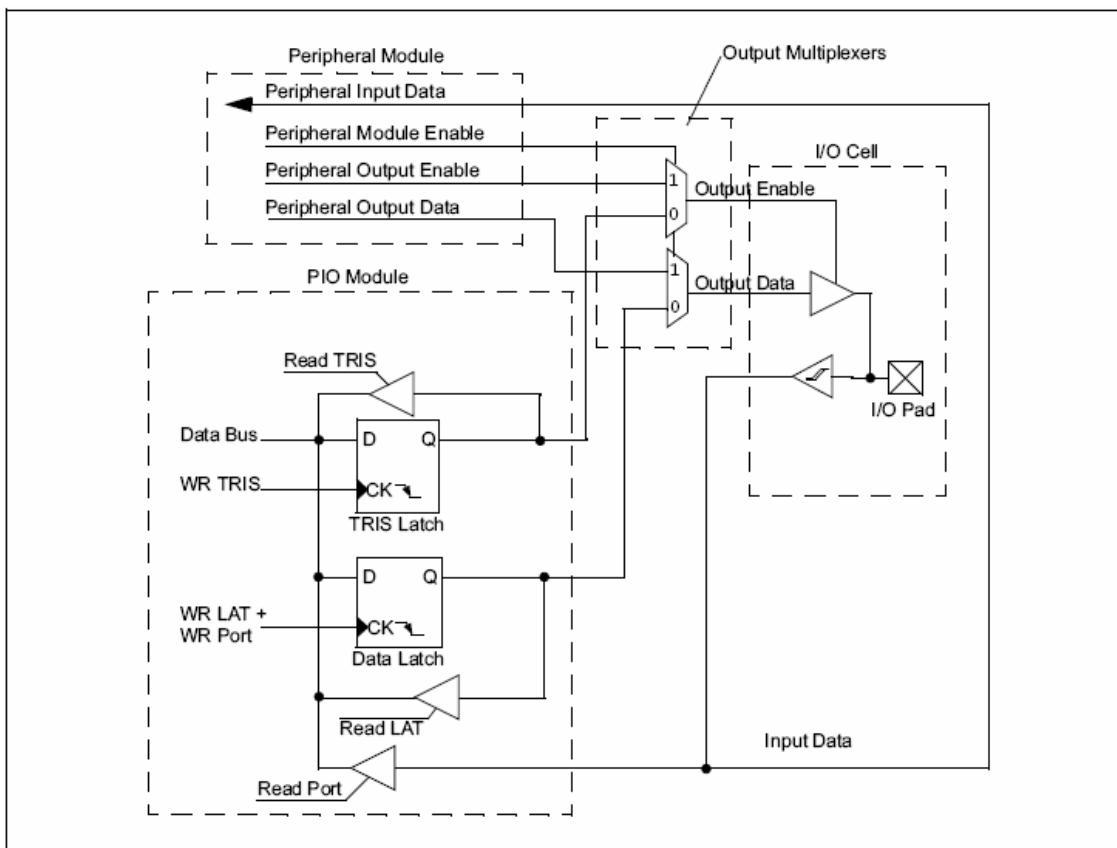 Peripheral Module
Output Multiplexers
Peripheral Input Data
Peripheral Module Enable
Peripheral Output Enable
Peripheral Output Data
1
0
1
0
Output Enable
Output Data
I/O Cell
I/O Pad
PIO Module
Read TRIS
Data Bus
D
Q
WR TRIS
CK
TRIS Latch
D
Q
WR LAT +
WR Port
CK
Data Latch
Read LAT
Read Port
Input Data